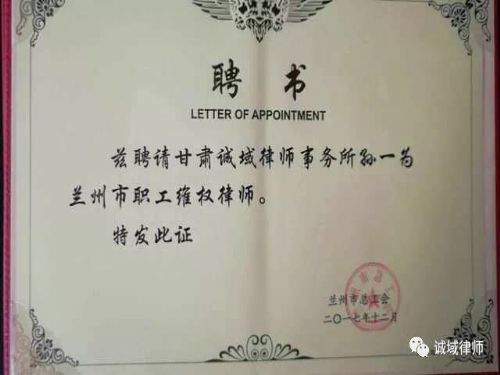 聘书
LETTER OF APPOINTMENT
兹聘请甘肃诚域律师事务所孙一为
兰州市职工维权律师。
特发此证
兰州市总工会
二〇一七年十二月
诚域律师